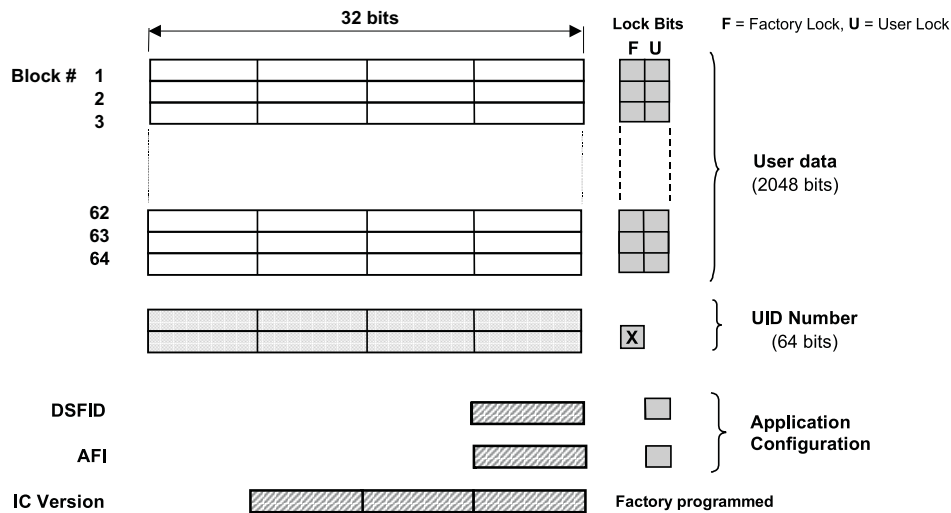 32 bits
Lock Bits
F = Factory Lock, U = User Lock
F U
Block # 1
2
3
User data
(2048 bits)
62
63
64
UID Number
(64 bits)
X
DSFID
Application
Configuration
AFI
IC Version
Factory programmed